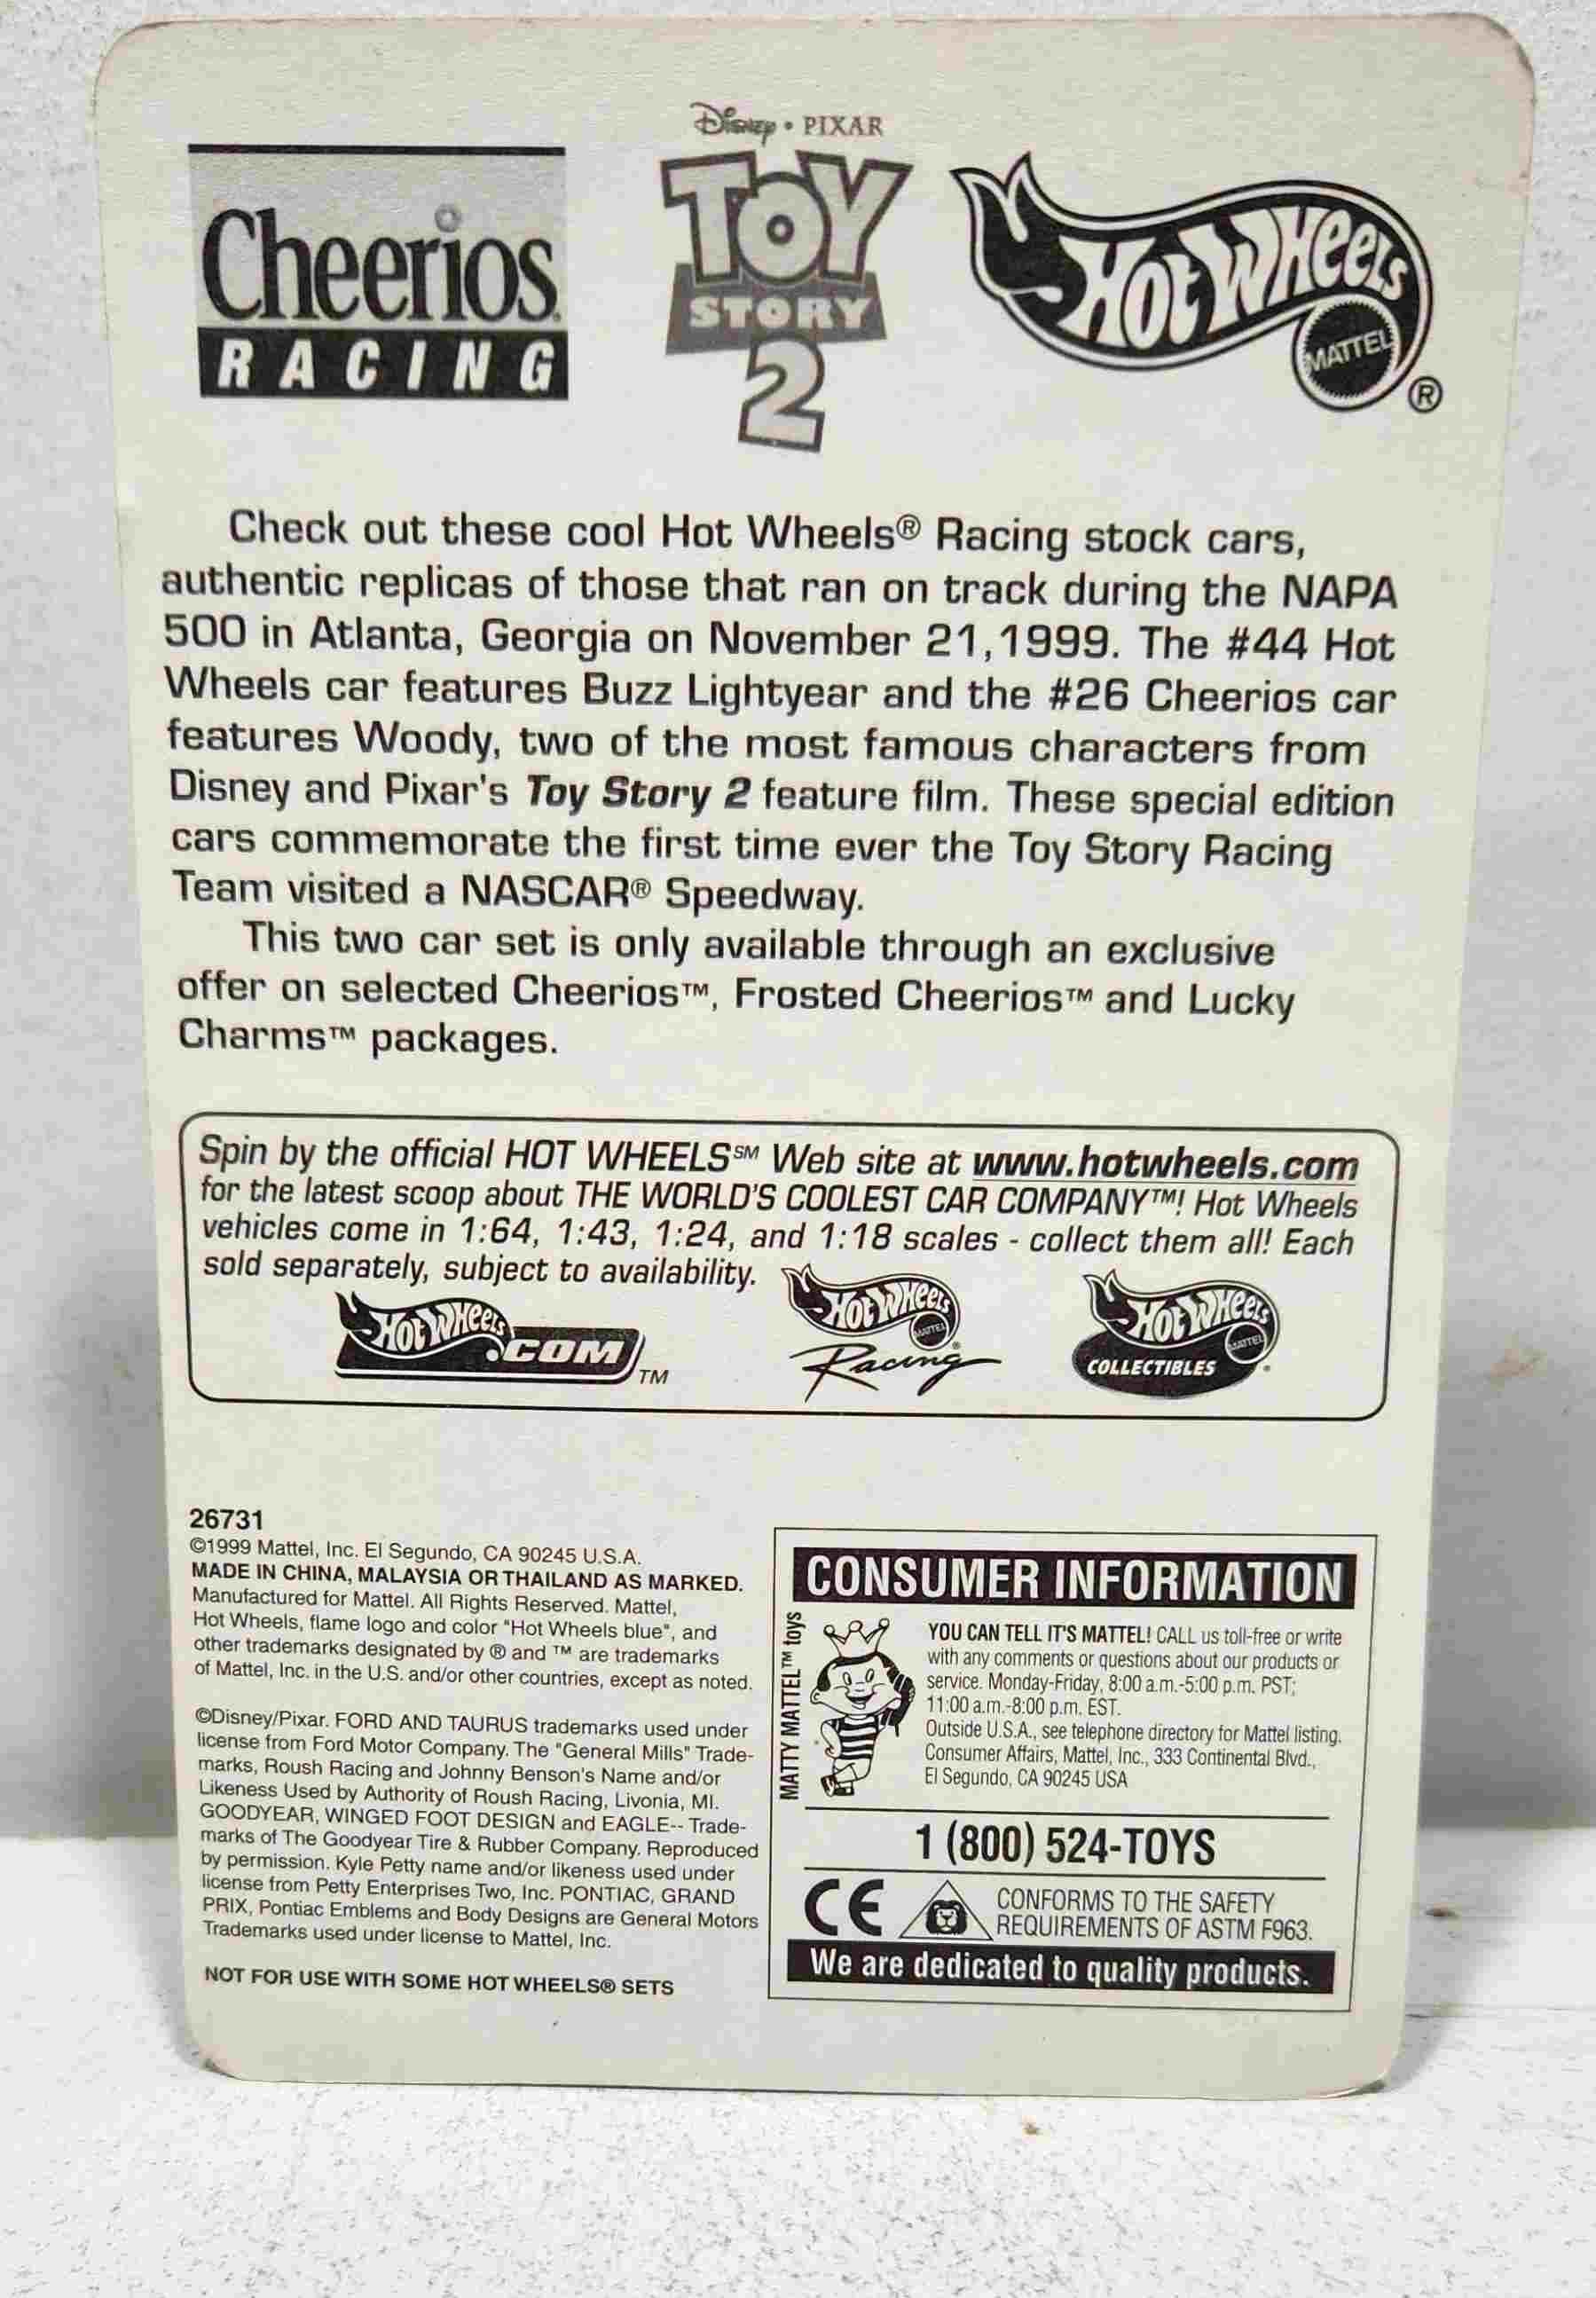 Disney • PIXAR
Cheerios
RACING
TOY
STORY
2
HOT WHEELS
MATTEL
®
Check out these cool Hot Wheels® Racing stock cars,
authentic replicas of those that ran on track during the NAPA
500 in Atlanta, Georgia on November 21,1999. The #44 Hot
Wheels car features Buzz Lightyear and the #26 Cheerios car
features Woody, two of the most famous characters from
Disney and Pixar's Toy Story 2 feature film. These special edition
cars commemorate the first time ever the Toy Story Racing
Team visited a NASCAR® Speedway.
This two car set is only available through an exclusive
offer on selected Cheerios™, Frosted Cheerios™ and Lucky
Charms™ packages.
Spin by the official HOT WHEELS℠ Web site at www.hotwheels.com
for the latest scoop about THE WORLD'S COOLEST CAR COMPANY™! Hot Wheels
vehicles come in 1:64, 1:43, 1:24, and 1:18 scales - collect them all! Each
sold separately, subject to availability.
HOT WHEELS
.COM
TM
HOT WHEELS
MATTEL
Racing
HOT WHEELS
MATTEL
COLLECTIBLES
26731
©1999 Mattel, Inc. El Segundo, CA 90245 U.S.A.
MADE IN CHINA, MALAYSIA OR THAILAND AS MARKED.
Manufactured for Mattel. All Rights Reserved. Mattel,
Hot Wheels, flame logo and color "Hot Wheels blue", and
other trademarks designated by ® and ™ are trademarks
of Mattel, Inc. in the U.S. and/or other countries, except as noted.
©Disney/Pixar. FORD AND TAURUS trademarks used under
license from Ford Motor Company. The "General Mills" Trade-
marks, Roush Racing and Johnny Benson's Name and/or
Likeness Used by Authority of Roush Racing, Livonia, MI.
GOODYEAR, WINGED FOOT DESIGN and EAGLE-- Trade-
marks of The Goodyear Tire & Rubber Company. Reproduced
by permission. Kyle Petty name and/or likeness used under
license from Petty Enterprises Two, Inc. PONTIAC, GRAND
PRIX, Pontiac Emblems and Body Designs are General Motors
Trademarks used under license to Mattel, Inc.
NOT FOR USE WITH SOME HOT WHEELS® SETS
CONSUMER INFORMATION
MATTY MATTEL™ toys
YOU CAN TELL IT'S MATTEL! CALL us toll-free or write
with any comments or questions about our products or
service. Monday-Friday, 8:00 a.m.-5:00 p.m. PST;
11:00 a.m.-8:00 p.m. EST.
Outside U.S.A., see telephone directory for Mattel listing.
Consumer Affairs, Mattel, Inc., 333 Continental Blvd.,
El Segundo, CA 90245 USA
1 (800) 524-TOYS
CE
CONFORMS TO THE SAFETY
REQUIREMENTS OF ASTM F963.
We are dedicated to quality products.